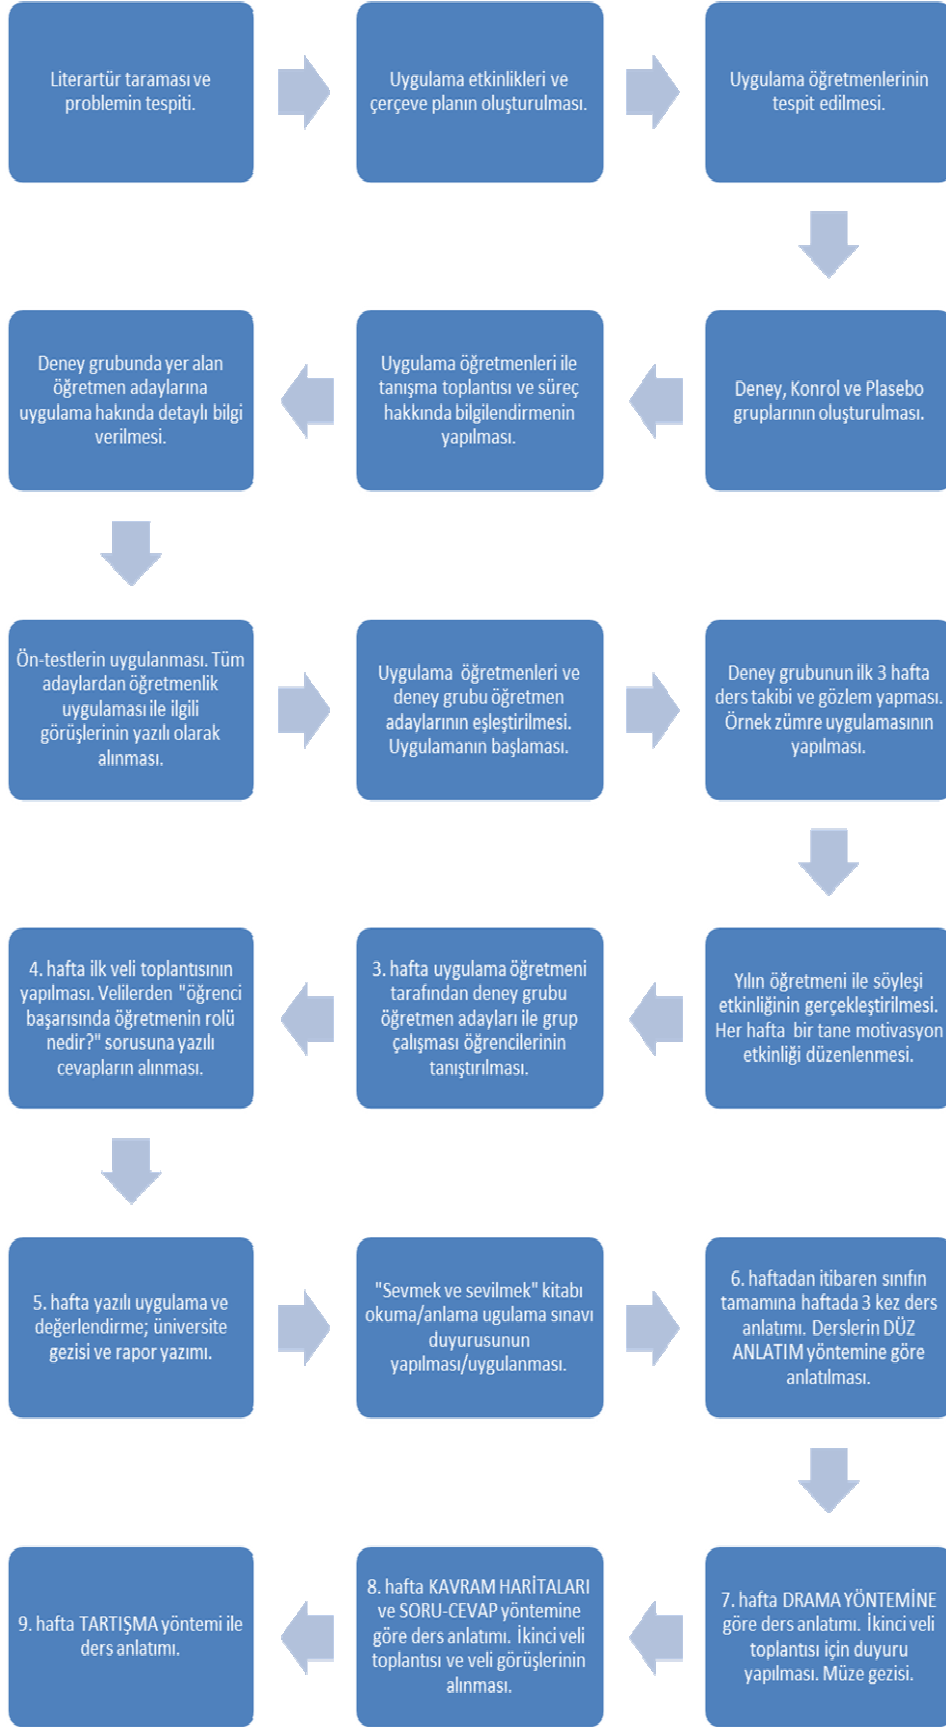 Literartür taraması ve
problemin tespiti.
Uygulama etkinlikleri ve
çerçeve planın oluşturulması.
Uygulama öğretmenlerinin
tespit edilmesi.
Deney, Konrol ve Plasebo
gruplarının oluşturulması.
Uygulama öğretmenleri ile
tanışma toplantısı ve süreç
hakkında bilgilendirmenin
yapılması.
Deney grubunda yer alan
öğretmen adaylarına
uygulama hakında detaylı bilgi
verilmesi.
Ön-testlerin uygulanması. Tüm
adaylardan öğretmenlik
uygulaması ile ilgili
görüşlerinin yazılı olarak
alınması.
Uygulama öğretmenleri ve
deney grubu öğretmen
adaylarının eşleştirilmesi.
Uygulamanın başlaması.
Deney grubunun ilk 3 hafta
ders takibi ve gözlem yapması.
Örnek zümre uygulamasının
yapılması.
Yılın öğretmeni ile söyleşi
etkinliğinin gerçekleştirilmesi.
Her hafta bir tane motivasyon
etkinliği düzenlenmesi.
3. hafta uygulama öğretmeni
tarafından deney grubu
öğretmen adayları ile grup
çalışması öğrencilerinin
tanıştırılması.
4. hafta ilk veli toplantısının
yapılması. Velilerden "öğrenci
başarısında öğretmenin rolü
nedir?" sorusuna yazılı
cevapların alınması.
5. hafta yazılı uygulama ve
değerlendirme; üniversite
gezisi ve rapor yazımı.
"Sevmek ve sevilmek" kitabı
okuma/anlama ugulama sınavı
duyurusunun
yapılması/uygulanması.
6. haftadan itibaren sınıfın
tamamına haftada 3 kez ders
anlatımı. Derslerin DÜZ
ANLATIM yöntemine göre
anlatılması.
7. hafta DRAMA YÖNTEMİNE
göre ders anlatımı. İkinci veli
toplantısı için duyuru
yapılması. Müze gezisi.
8. hafta KAVRAM HARİTALARI
ve SORU-CEVAP yöntemine
göre ders anlatımı. İkinci veli
toplantısı ve veli görüşlerinin
alınması.
9. hafta TARTIŞMA yöntemi ile
ders anlatımı.